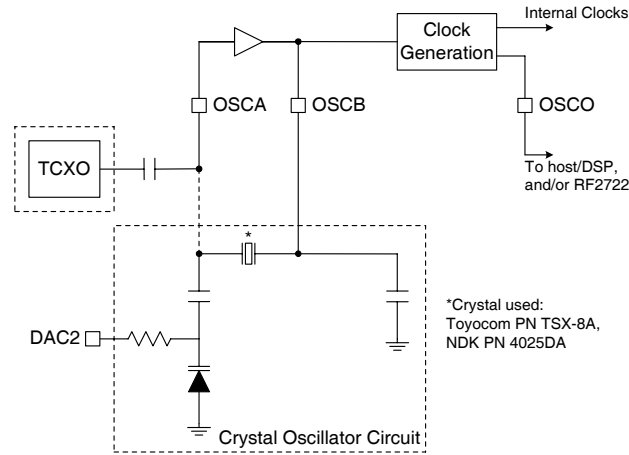 Internal Clocks
Clock
Generation
OSCA
OSCB
OSCO
TCXO
To host/DSP,
and/or RF2722
*
*Crystal used:
Toyocom PN TSX-8A,
NDK PN 4025DA
DAC2
Crystal Oscillator Circuit